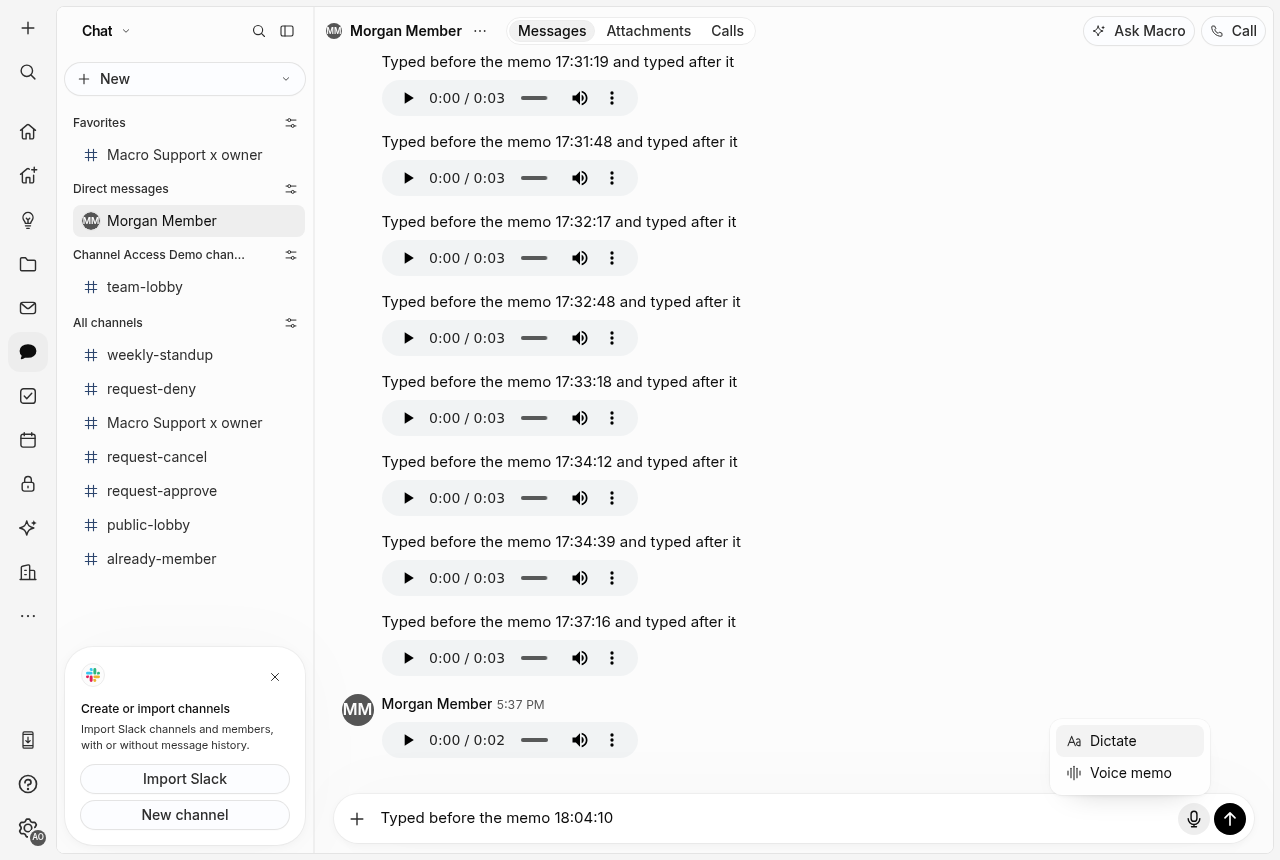 Chat
New
Favorites
Macro Support x owner
Direct messages
MM Morgan Member
Channel Access Demo chan...
team-lobby
All channels
weekly-standup
request-deny
Macro Support x owner
request-cancel
request-approve
public-lobby
already-member
Create or import channels
Import Slack channels and members,
with or without message history.
Import Slack
New channel
AO
MM Morgan Member ... Messages Attachments Calls Ask Macro Call
Typed before the memo 17:31:19 and typed after it
0:00 / 0:03
Typed before the memo 17:31:48 and typed after it
0:00 / 0:03
Typed before the memo 17:32:17 and typed after it
0:00 / 0:03
Typed before the memo 17:32:48 and typed after it
0:00 / 0:03
Typed before the memo 17:33:18 and typed after it
0:00 / 0:03
Typed before the memo 17:34:12 and typed after it
0:00 / 0:03
Typed before the memo 17:34:39 and typed after it
0:00 / 0:03
Typed before the memo 17:37:16 and typed after it
0:00 / 0:03
MM Morgan Member 5:37 PM
0:00 / 0:02
Aa Dictate
Voice memo
Typed before the memo 18:04:10